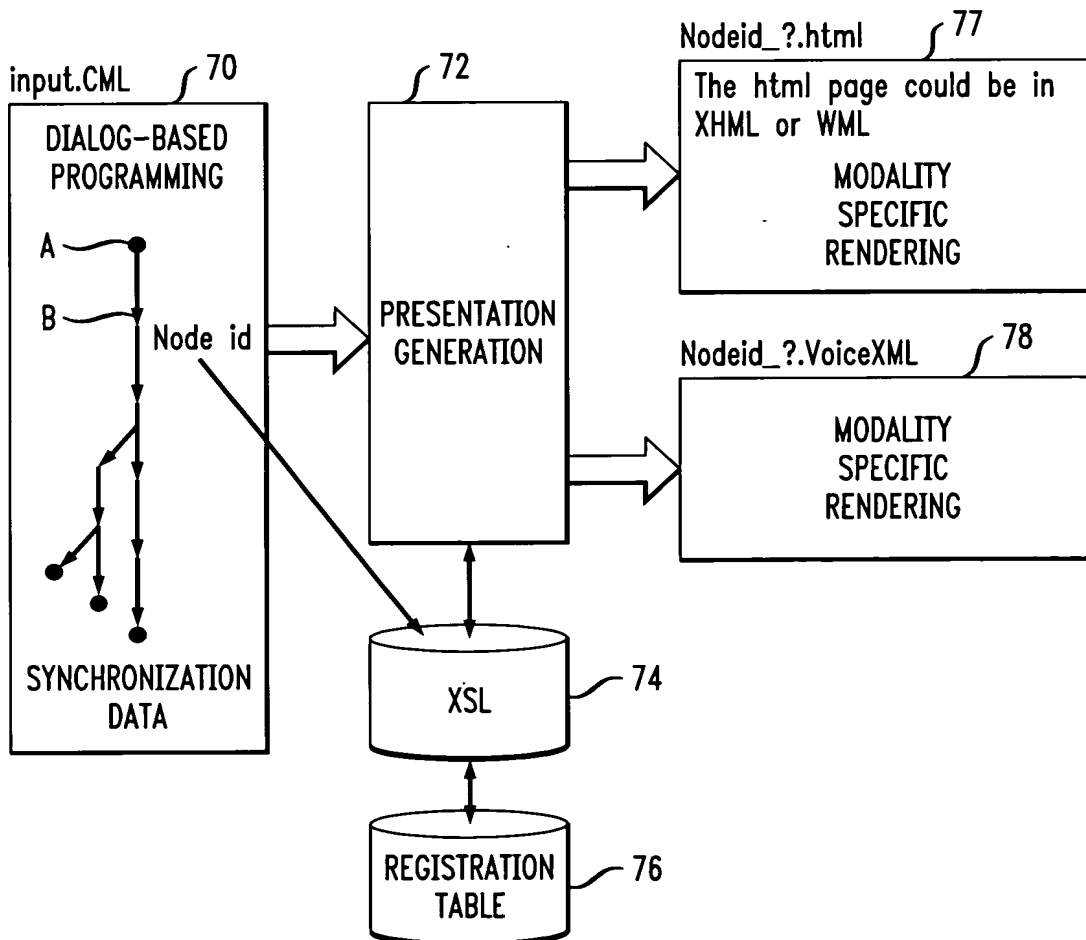 input.CML
70
DIALOG-BASED
PROGRAMMING
A
B
Node id
SYNCHRONIZATION
DATA
72
PRESENTATION
GENERATION
Nodeid_?.html
77
The html page could be in
XHML or WML
MODALITY
SPECIFIC
RENDERING
Nodeid_?.VoiceXML
78
MODALITY
SPECIFIC
RENDERING
XSL
74
REGISTRATION
TABLE
76